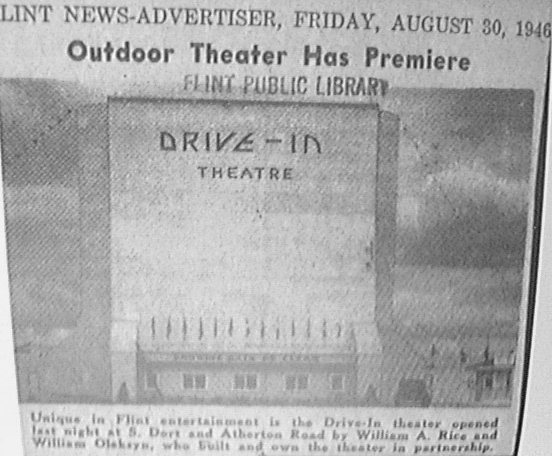 LINT NEWS-ADVERTISER, FRIDAY, AUGUST 30, 1946
Outdoor Theater Has Premiere
FLINT PUBLIC LIBRARY
DRIVE-IN
THEATRE
Unique in Flint entertainment is the Drive-In theater opened
last night at S. Dort and Atherton Road by William A. Rice and
William Oleksyn, who built and own the theater in partnership.